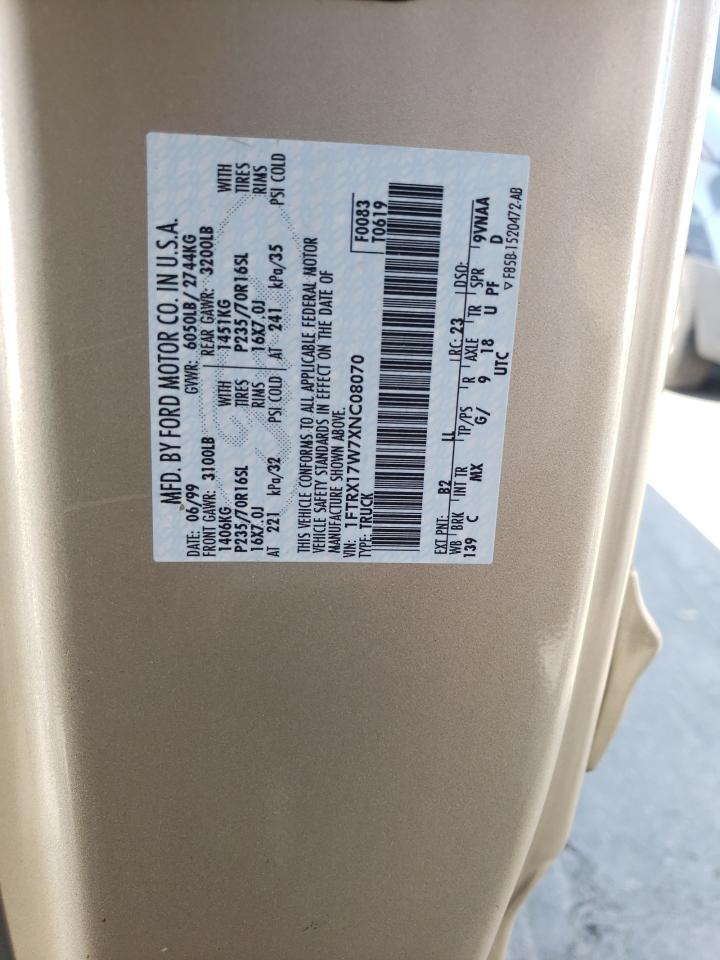 MFD. BY FORD MOTOR CO. IN U.S.A.
DATE: 06/99 GVWR: 6050LB / 2744KG
FRONT GAWR: 3100LB REAR GAWR: 3200LB
1406KG WITH 1451KG WITH
P235/70R16SL TIRES P235/70R16SL TIRES
16X7.0J RIMS 16X7.0J RIMS
AT 221 kPa/32 PSI COLD AT 241 kPa/35 PSI COLD
THIS VEHICLE CONFORMS TO ALL APPLICABLE FEDERAL MOTOR
VEHICLE SAFETY STANDARDS IN EFFECT ON THE DATE OF
MANUFACTURE SHOWN ABOVE.
VIN: 1FTRX17W7XNC08070
TYPE: TRUCK
F0083
T0619
EXT PNT: B2 LL RC: 23 DSO:
WB BRK INT TR TP/PS R AXLE TR SPR 9VNAA
139 C MX G/ 9 18 U PF D
UTC
▽ F85B-1520472-AB